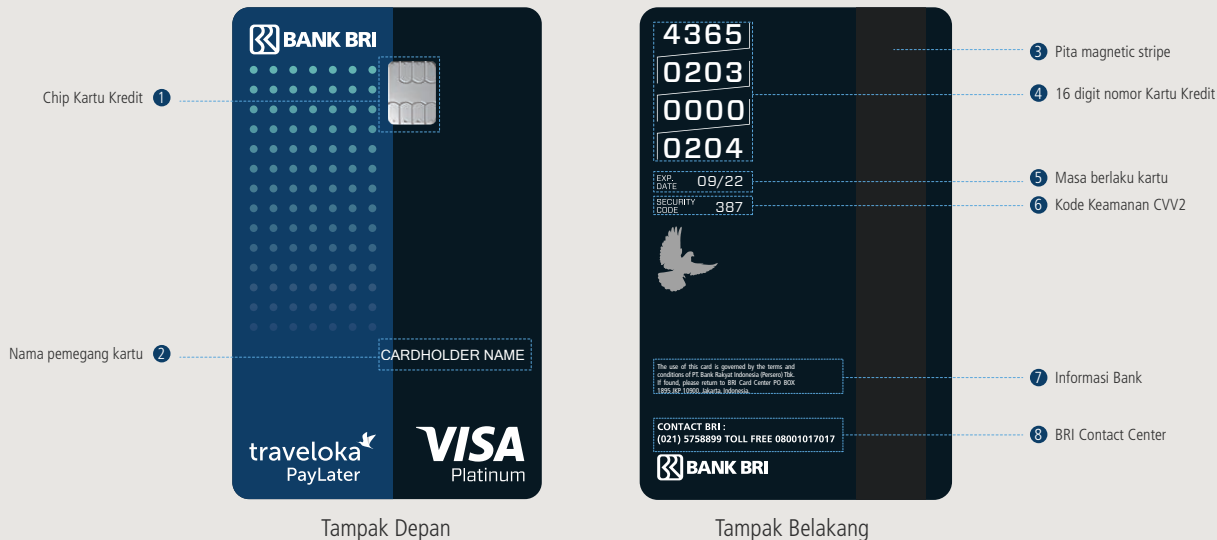 BANK BRI
Chip Kartu Kredit 1
Nama pemegang kartu 2
CARDHOLDER NAME
traveloka
PayLater
VISA
Platinum
Tampak Depan
4365
0203
0000
0204
EXP. DATE 09/22
SECURITY CODE 387
The use of this card is governed by the terms and
conditions of PT. Bank Rakyat Indonesia (Persero) Tbk.
If found, please return to BRI Card Center PO BOX
1895 JKP 10900, Jakarta, Indonesia.
CONTACT BRI :
(021) 5758899 TOLL FREE 08001017017
BANK BRI
3 Pita magnetic stripe
4 16 digit nomor Kartu Kredit
5 Masa berlaku kartu
6 Kode Keamanan CVV2
7 Informasi Bank
8 BRI Contact Center
Tampak Belakang